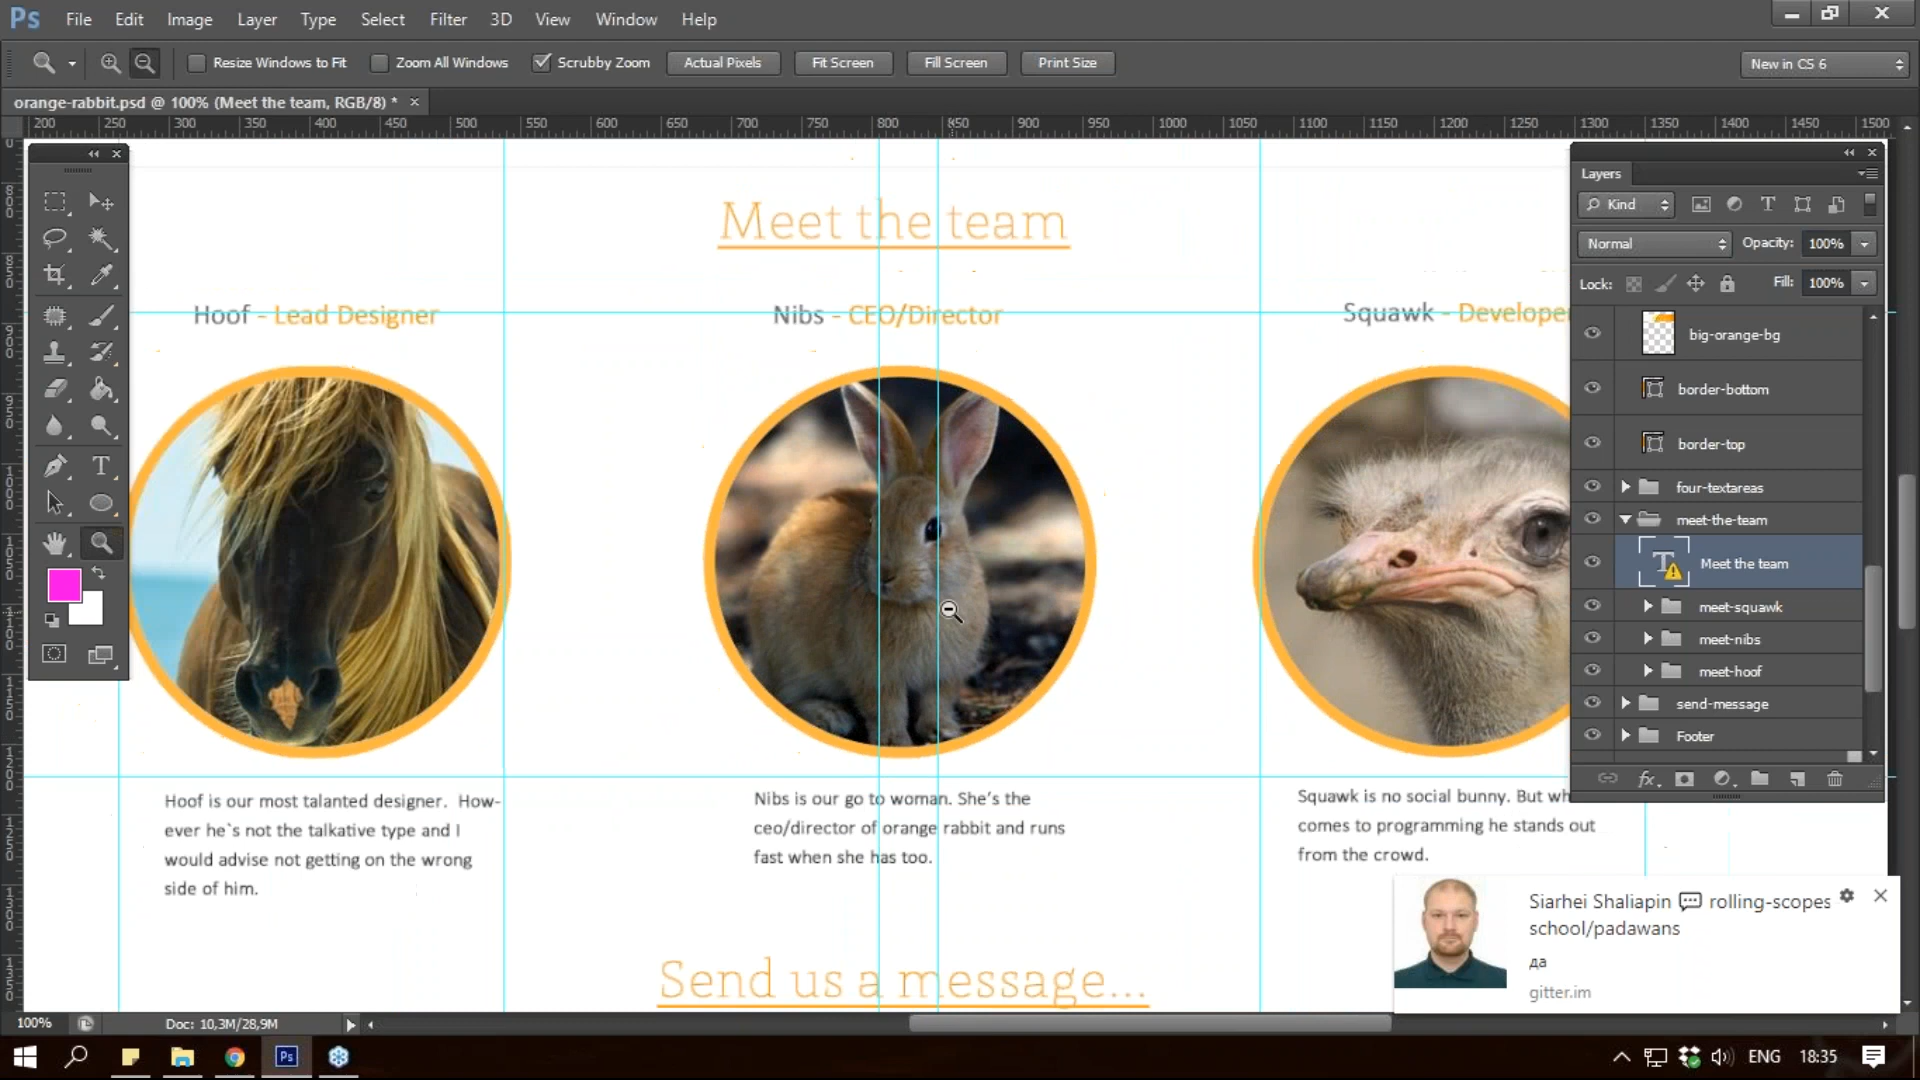 Ps File Edit Image Layer Type Select Filter 3D View Window Help
Resize Windows to Fit Zoom All Windows Scrubby Zoom Actual Pixels Fit Screen Fill Screen Print Size New in CS 6
orange-rabbit.psd @ 100% (Meet the team, RGB/8) *
200 250 300 350 400 450 500 550 600 650 700 750 800 850 900 950 1000 1050 1100 1150 1200 1250 1300 1350 1400 1450 1500
Meet the team
Hoof - Lead Designer
Nibs - CEO/Director
Squawk - Develope
Hoof is our most talanted designer. How-
ever he`s not the talkative type and I
would advise not getting on the wrong
side of him.
Nibs is our go to woman. She's the
ceo/director of orange rabbit and runs
fast when she has too.
Squawk is no social bunny. But wh
comes to programming he stands out
from the crowd.
Send us a message...
Layers
Kind
Normal Opacity: 100%
Lock: Fill: 100%
big-orange-bg
border-bottom
border-top
four-textareas
meet-the-team
Meet the team
meet-squawk
meet-nibs
meet-hoof
send-message
Footer
Siarhei Shaliapin 💬 rolling-scopes
school/padawans
да
gitter.im
100% Doc: 10,3M/28,9M
Ps ENG 18:35